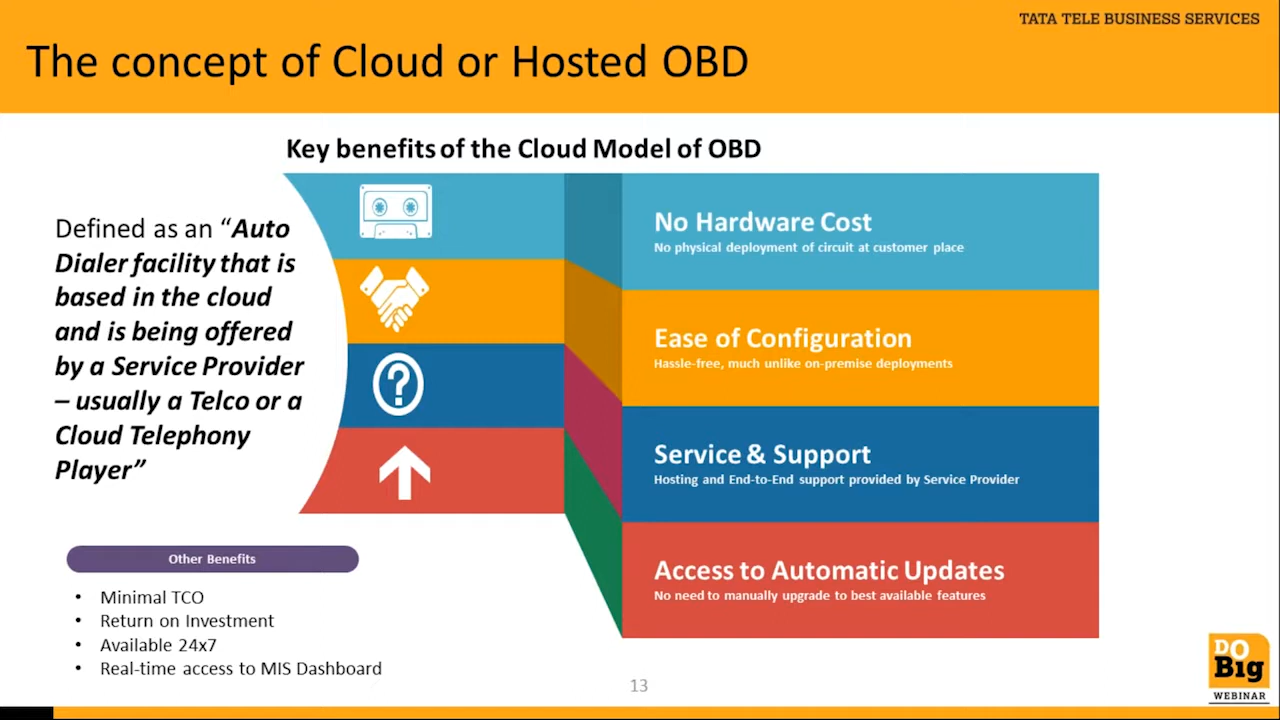 TATA TELE BUSINESS SERVICES
The concept of Cloud or Hosted OBD
Key benefits of the Cloud Model of OBD
Defined as an “Auto
Dialer facility that is
based in the cloud
and is being offered
by a Service Provider
– usually a Telco or a
Cloud Telephony
Player”
No Hardware Cost
No physical deployment of circuit at customer place
Ease of Configuration
Hassle-free, much unlike on-premise deployments
Service & Support
Hosting and End-to-End support provided by Service Provider
Access to Automatic Updates
No need to manually upgrade to best available features
Other Benefits
• Minimal TCO
• Return on Investment
• Available 24x7
• Real-time access to MIS Dashboard
13
DO
Big
WEBINAR